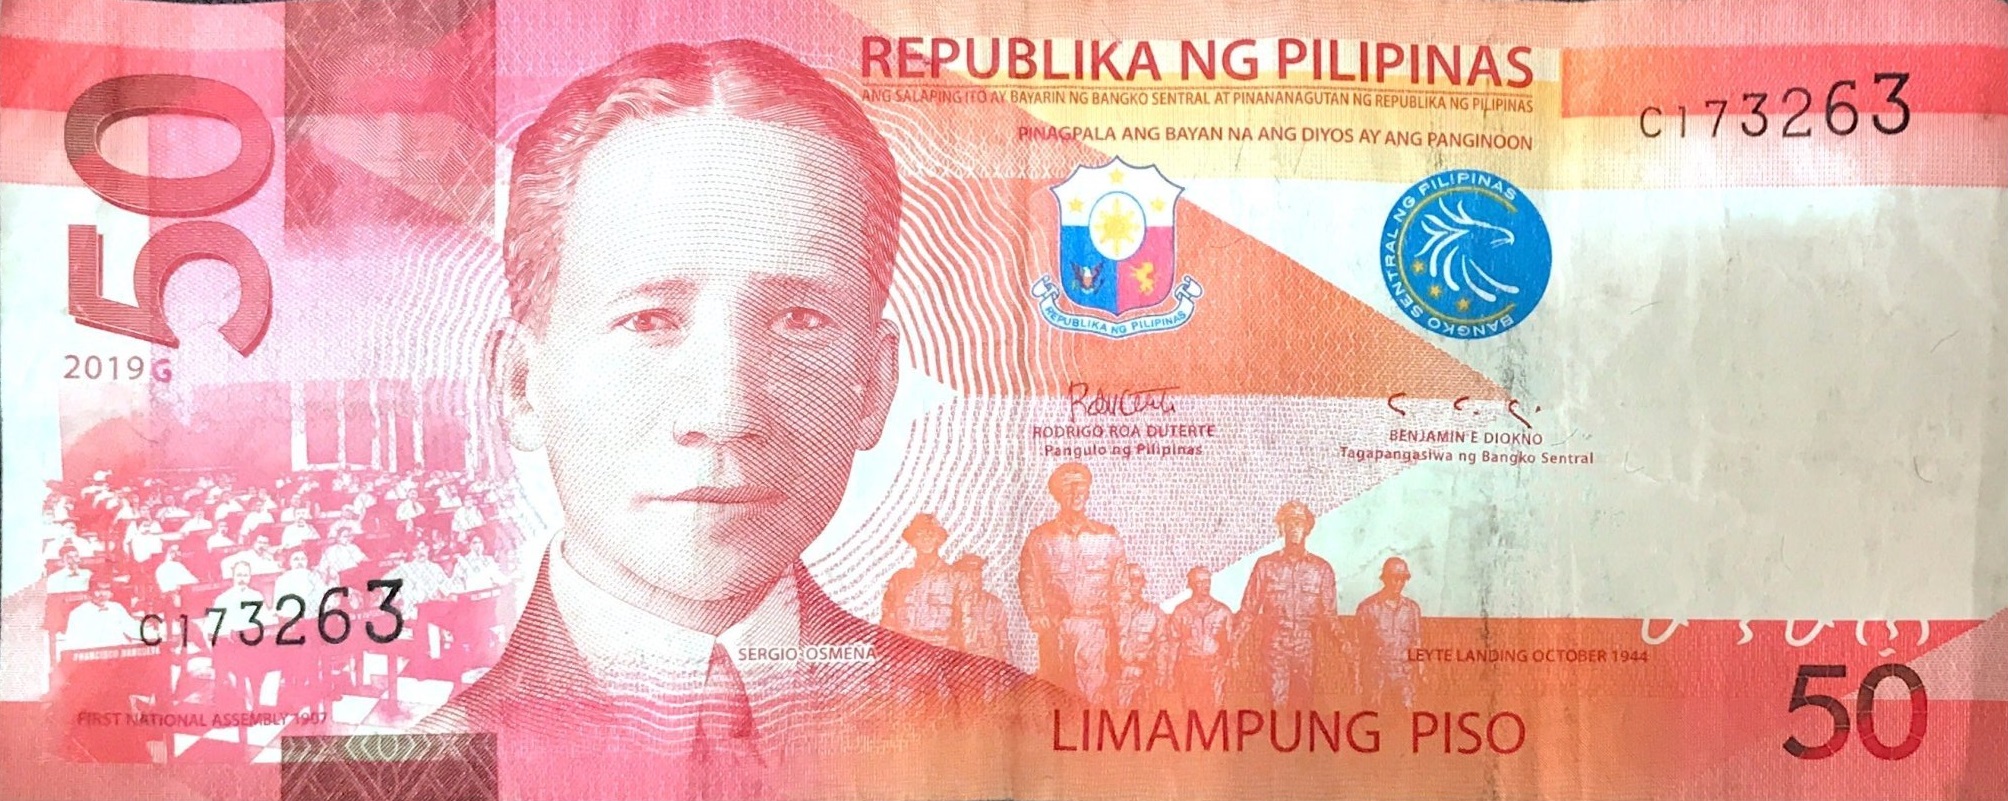 REPUBLIKA NG PILIPINAS
ANG SALAPING ITO AY BAYARIN NG BANGKO SENTRAL AT PINANANAGUTAN NG REPUBLIKA NG PILIPINAS
PINAGPALA ANG BAYAN NA ANG DIYOS AY ANG PANGINOON
C173263
50
2019G
REPUBLIKA NG PILIPINAS
BANGKO SENTRAL NG PILIPINAS
RODRIGO ROA DUTERTE
Pangulo ng Pilipinas
BENJAMIN E DIOKNO
Tagapangasiwa ng Bangko Sentral
C173263
SERGIO OSMEÑA
LEYTE LANDING OCTOBER 1944
FIRST NATIONAL ASSEMBLY 1907
LIMAMPUNG PISO
50